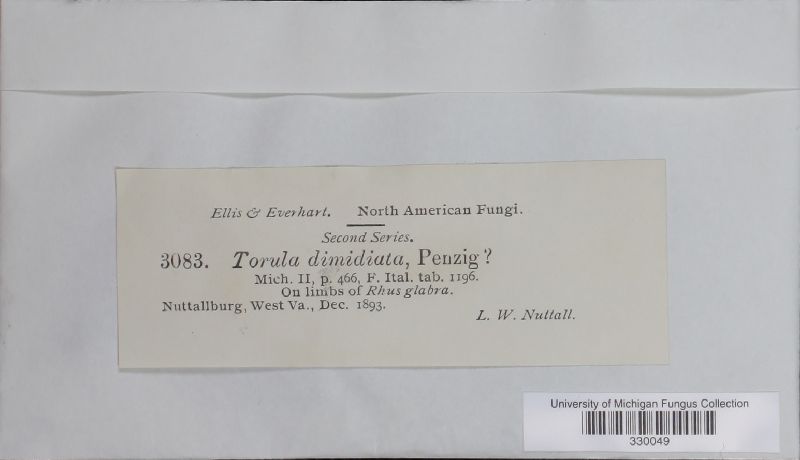 Ellis & Everhart. North American Fungi.
Second Series.
3083. Torula dimidiata, Penzig?
Mich. II, p. 466, F. Ital. tab. 1196.
On limbs of Rhus glabra.
Nuttallburg, West Va., Dec. 1893.
L. W. Nuttall.
University of Michigan Fungus Collection
330049